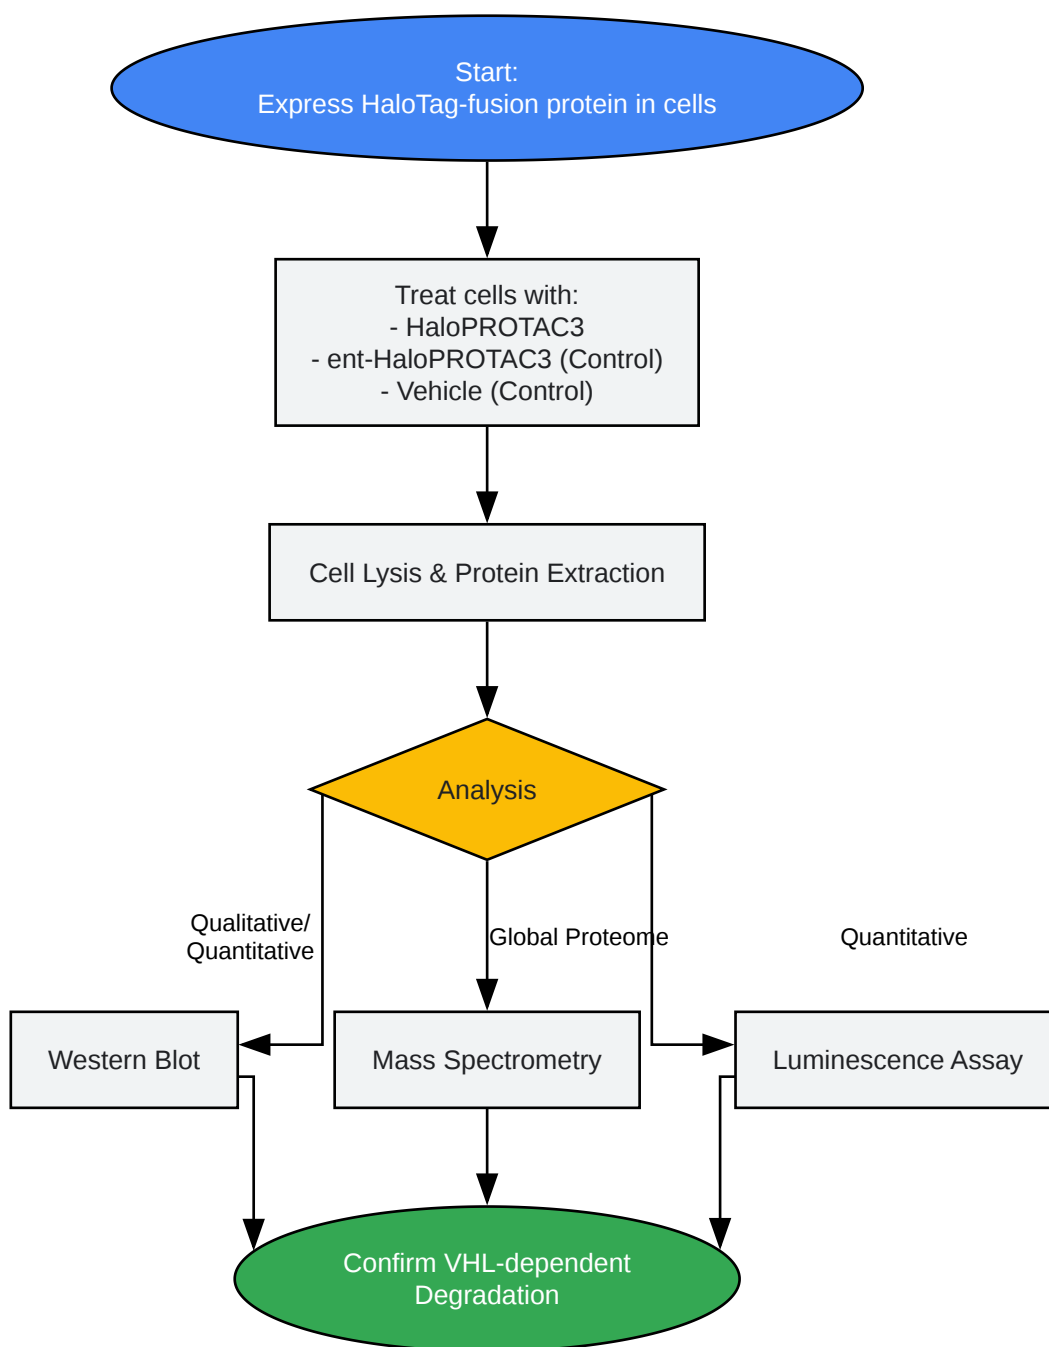 Start:
Express HaloTag-fusion protein in cells
Treat cells with:
- HaloPROTAC3
- ent-HaloPROTAC3 (Control)
- Vehicle (Control)
Cell Lysis & Protein Extraction
Analysis
Qualitative/
Quantitative
Global Proteome
Quantitative
Western Blot
Mass Spectrometry
Luminescence Assay
Confirm VHL-dependent
Degradation